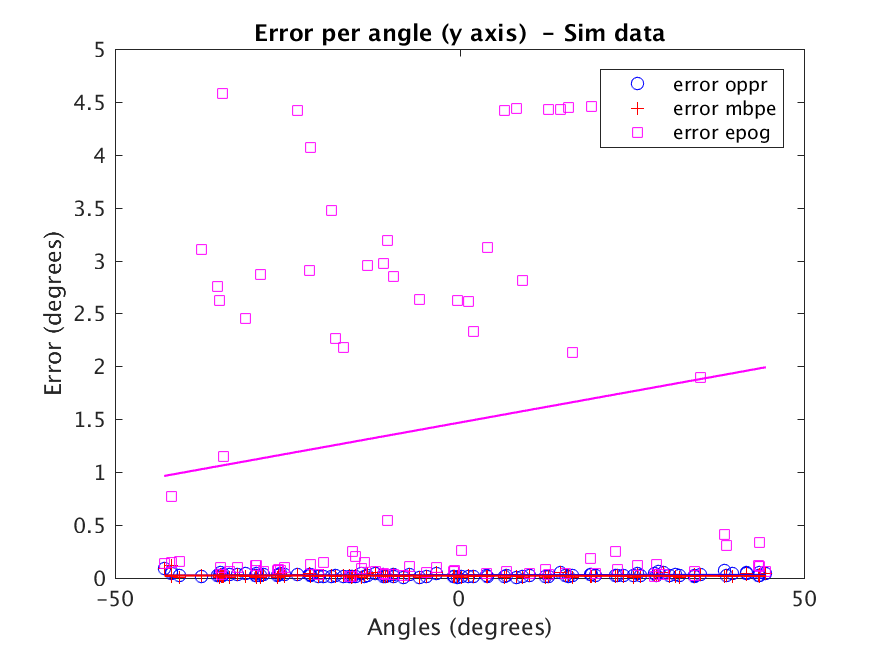 Error per angle (y axis) - Sim data
5
4.5
4
3.5
3
2.5
2
1.5
1
0.5
0
Error (degrees)
error oppr
error mbpe
error epog
-50
0
50
Angles (degrees)